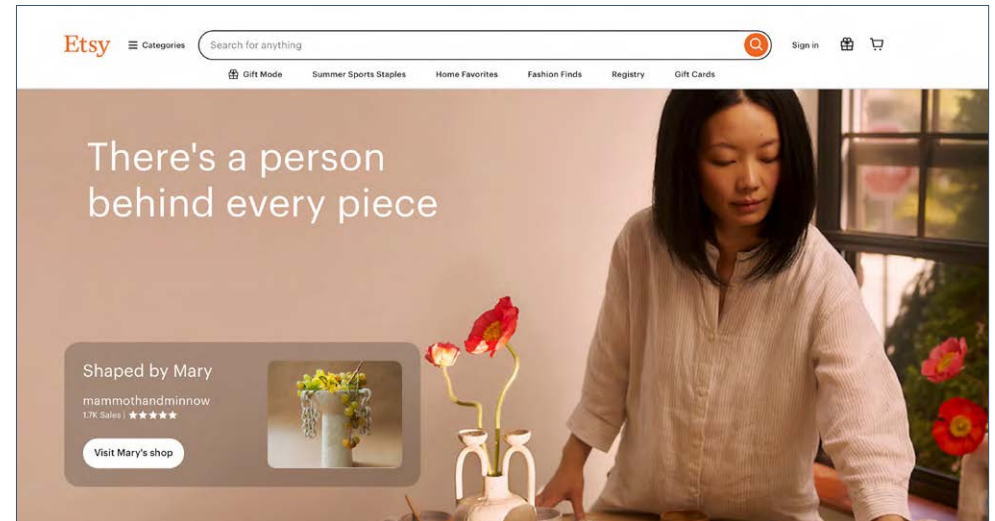 Etsy
Categories
Search for anything
Sign in
Gift Mode
Summer Sports Staples
Home Favorites
Fashion Finds
Registry
Gift Cards
There's a person
behind every piece
Shaped by Mary
mammothandminnow
1.7K Sales | ★★★★★
Visit Mary's shop